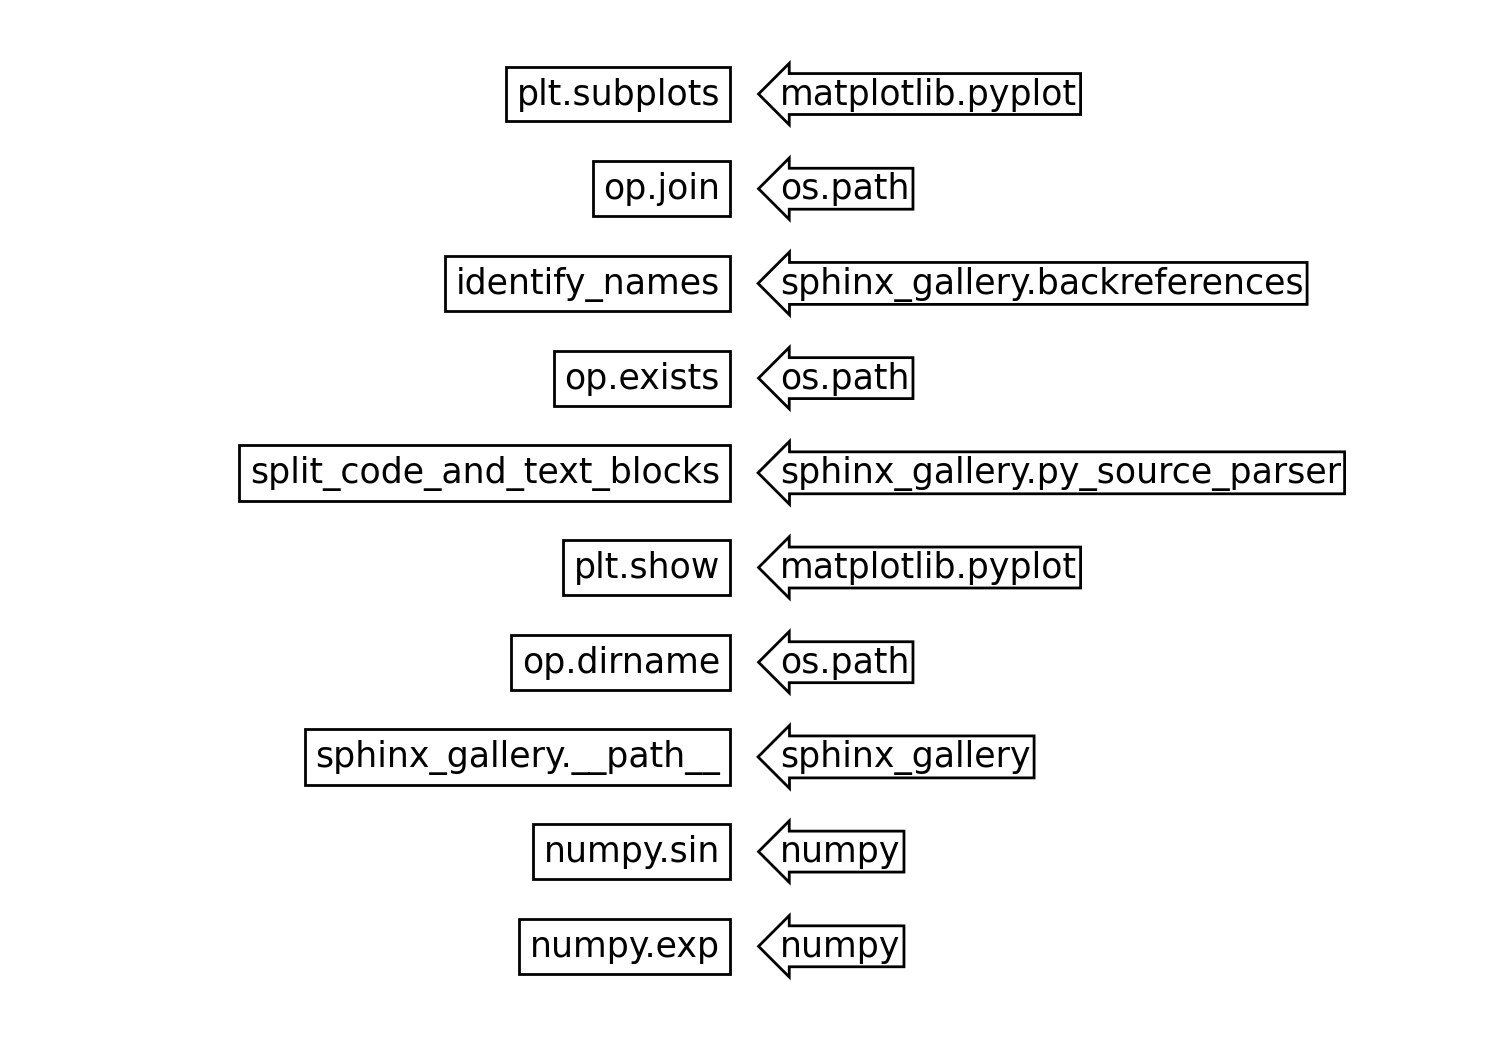 plt.subplots matplotlib.pyplot
op.join os.path
identify_names sphinx_gallery.backreferences
op.exists os.path
split_code_and_text_blocks sphinx_gallery.py_source_parser
plt.show matplotlib.pyplot
op.dirname os.path
sphinx_gallery.__path__ sphinx_gallery
numpy.sin numpy
numpy.exp numpy